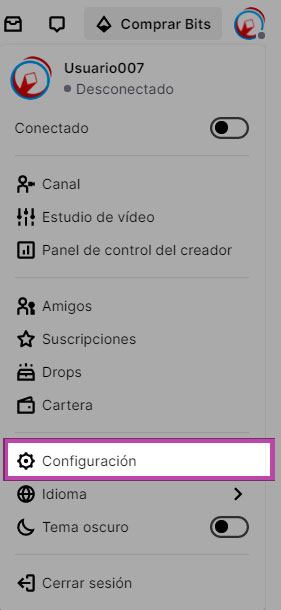 Comprar Bits
Usuario007
Desconectado
Conectado
Canal
Estudio de vídeo
Panel de control del creador
Amigos
Suscripciones
Drops
Cartera
Configuración
Idioma
Tema oscuro
Cerrar sesión